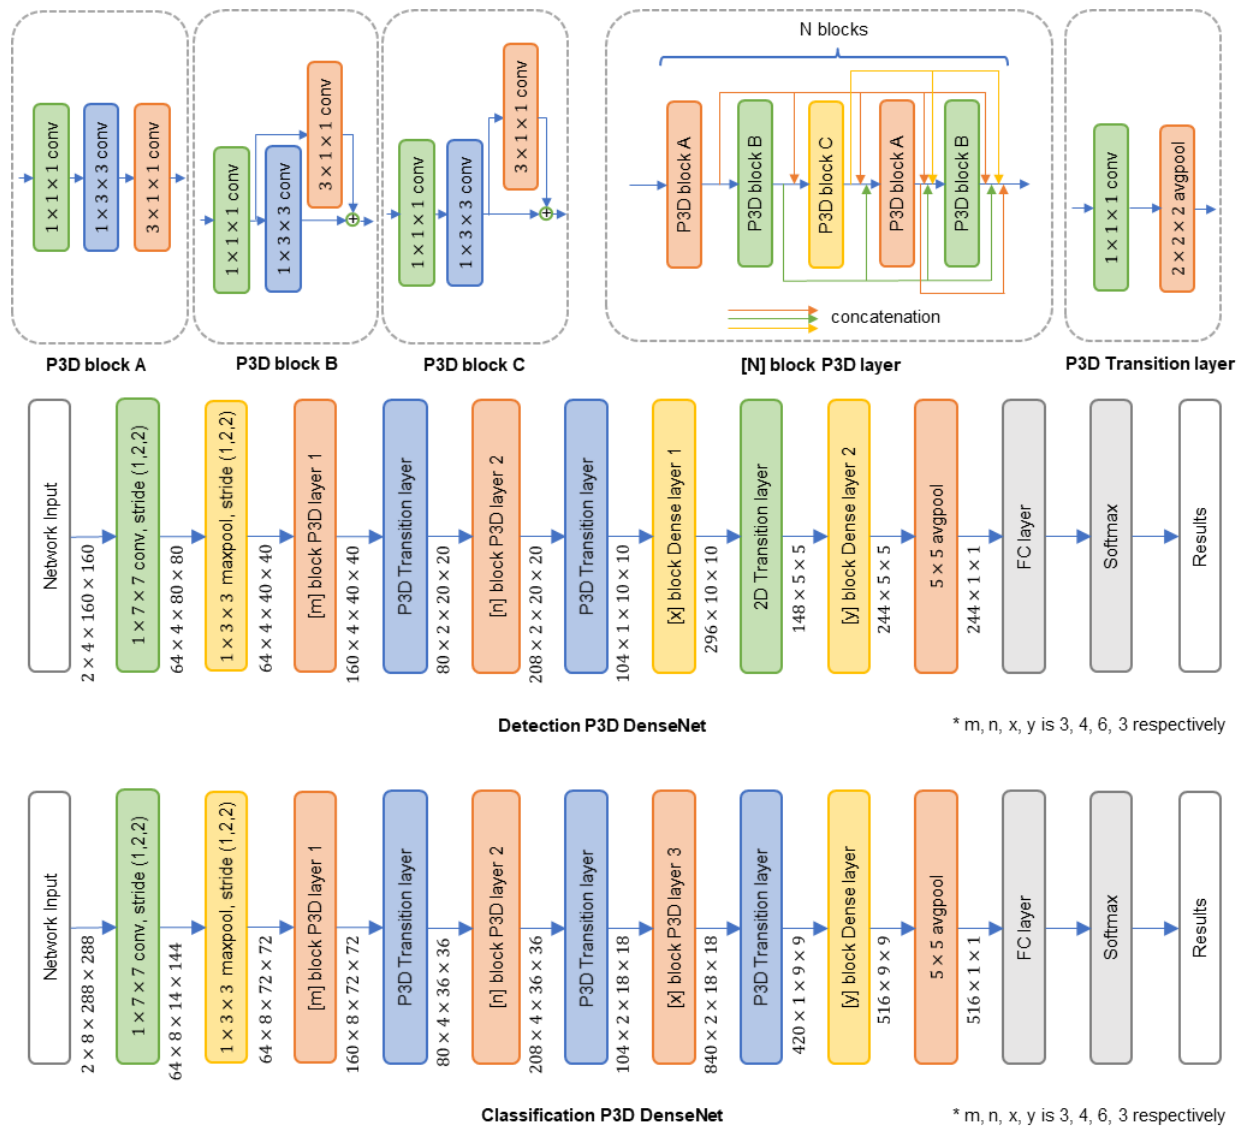 1 × 1 × 1 conv
1 × 3 × 3 conv
3 × 1 × 1 conv
P3D block A
1 × 1 × 1 conv
1 × 3 × 3 conv
3 × 1 × 1 conv
+
P3D block B
1 × 1 × 1 conv
1 × 3 × 3 conv
3 × 1 × 1 conv
+
P3D block C
N blocks
P3D block A
P3D block B
P3D block C
P3D block A
P3D block B
concatenation
[N] block P3D layer
1 × 1 × 1 conv
2 × 2 × 2 avgpool
P3D Transition layer
Network Input
2 × 4 × 160 × 160
1 × 7 × 7 conv, stride (1,2,2)
64 × 4 × 80 × 80
1 × 3 × 3 maxpool, stride (1,2,2)
64 × 4 × 40 × 40
[m] block P3D layer 1
160 × 4 × 40 × 40
P3D Transition layer
80 × 2 × 20 × 20
[n] block P3D layer 2
208 × 2 × 20 × 20
P3D Transition layer
104 × 1 × 10 × 10
[x] block Dense layer 1
296 × 10 × 10
2D Transition layer
148 × 5 × 5
[y] block Dense layer 2
244 × 5 × 5
5 × 5 avgpool
244 × 1 × 1
FC layer
Softmax
Results
Detection P3D DenseNet
* m, n, x, y is 3, 4, 6, 3 respectively
Network Input
2 × 8 × 288 × 288
1 × 7 × 7 conv, stride (1,2,2)
64 × 8 × 14 × 144
1 × 3 × 3 maxpool, stride (1,2,2)
64 × 8 × 72 × 72
[m] block P3D layer 1
160 × 8 × 72 × 72
P3D Transition layer
80 × 4 × 36 × 36
[n] block P3D layer 2
208 × 4 × 36 × 36
P3D Transition layer
104 × 2 × 18 × 18
[x] block P3D layer 3
840 × 2 × 18 × 18
P3D Transition layer
420 × 1 × 9 × 9
[y] block Dense layer
516 × 9 × 9
5 × 5 avgpool
516 × 1 × 1
FC layer
Softmax
Results
Classification P3D DenseNet
* m, n, x, y is 3, 4, 6, 3 respectively